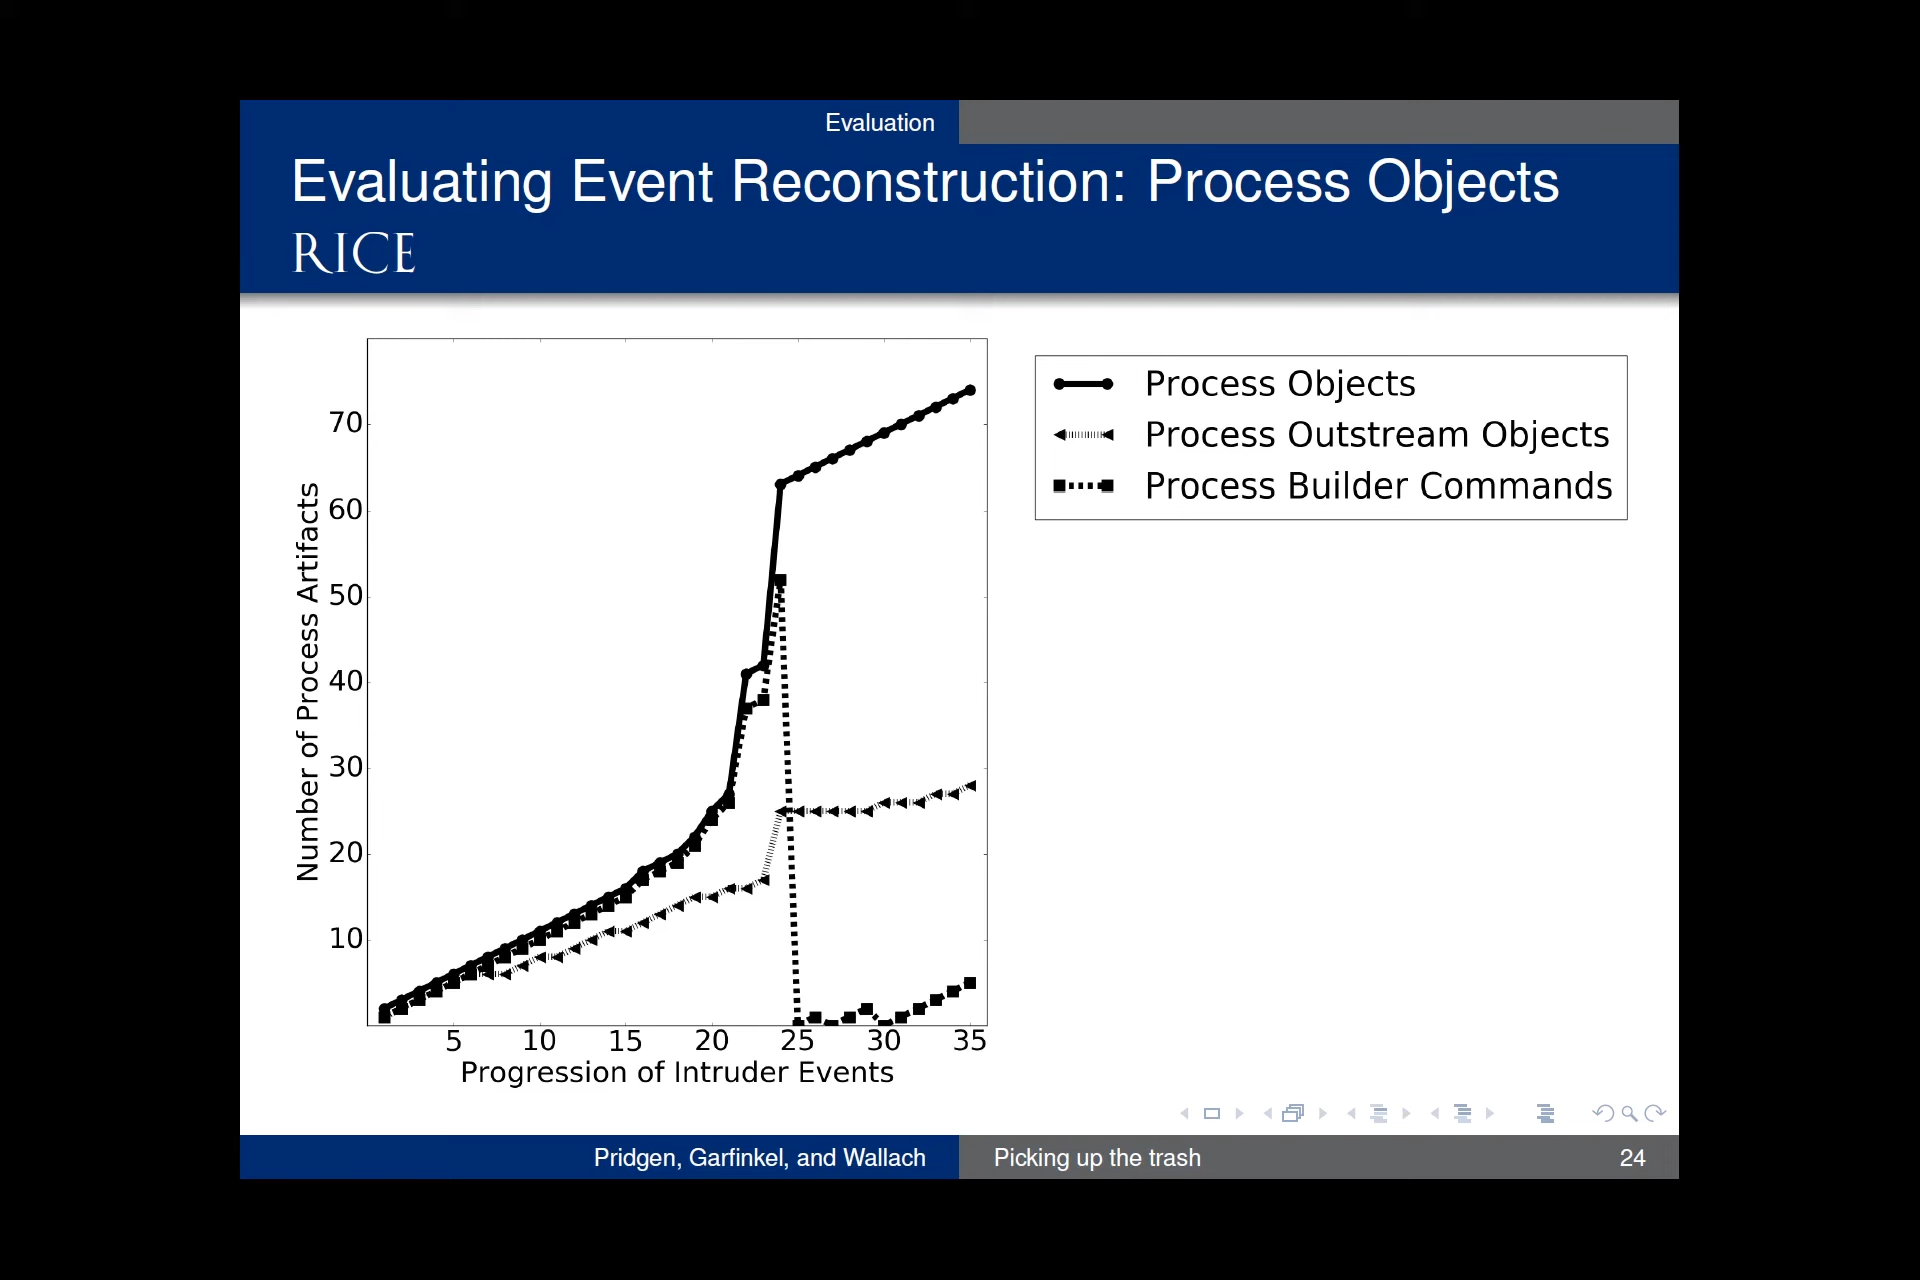 Evaluation
Evaluating Event Reconstruction: Process Objects
RICE
70
60
50
40
30
20
10
Number of Process Artifacts
5 10 15 20 25 30 35
Progression of Intruder Events
Process Objects
Process Outstream Objects
Process Builder Commands
Pridgen, Garfinkel, and Wallach
Picking up the trash
24